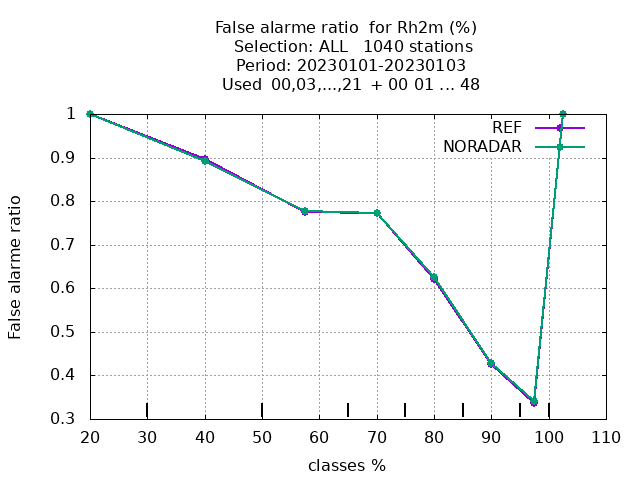 False alarme ratio  for Rh2m (%)
Selection: ALL   1040 stations
Period: 20230101-20230103
Used  00,03,...,21  + 00 01 ... 48
REF
NORADAR
False alarme ratio
1
0.9
0.8
0.7
0.6
0.5
0.4
0.3
20 30 40 50 60 70 80 90 100 110
classes %